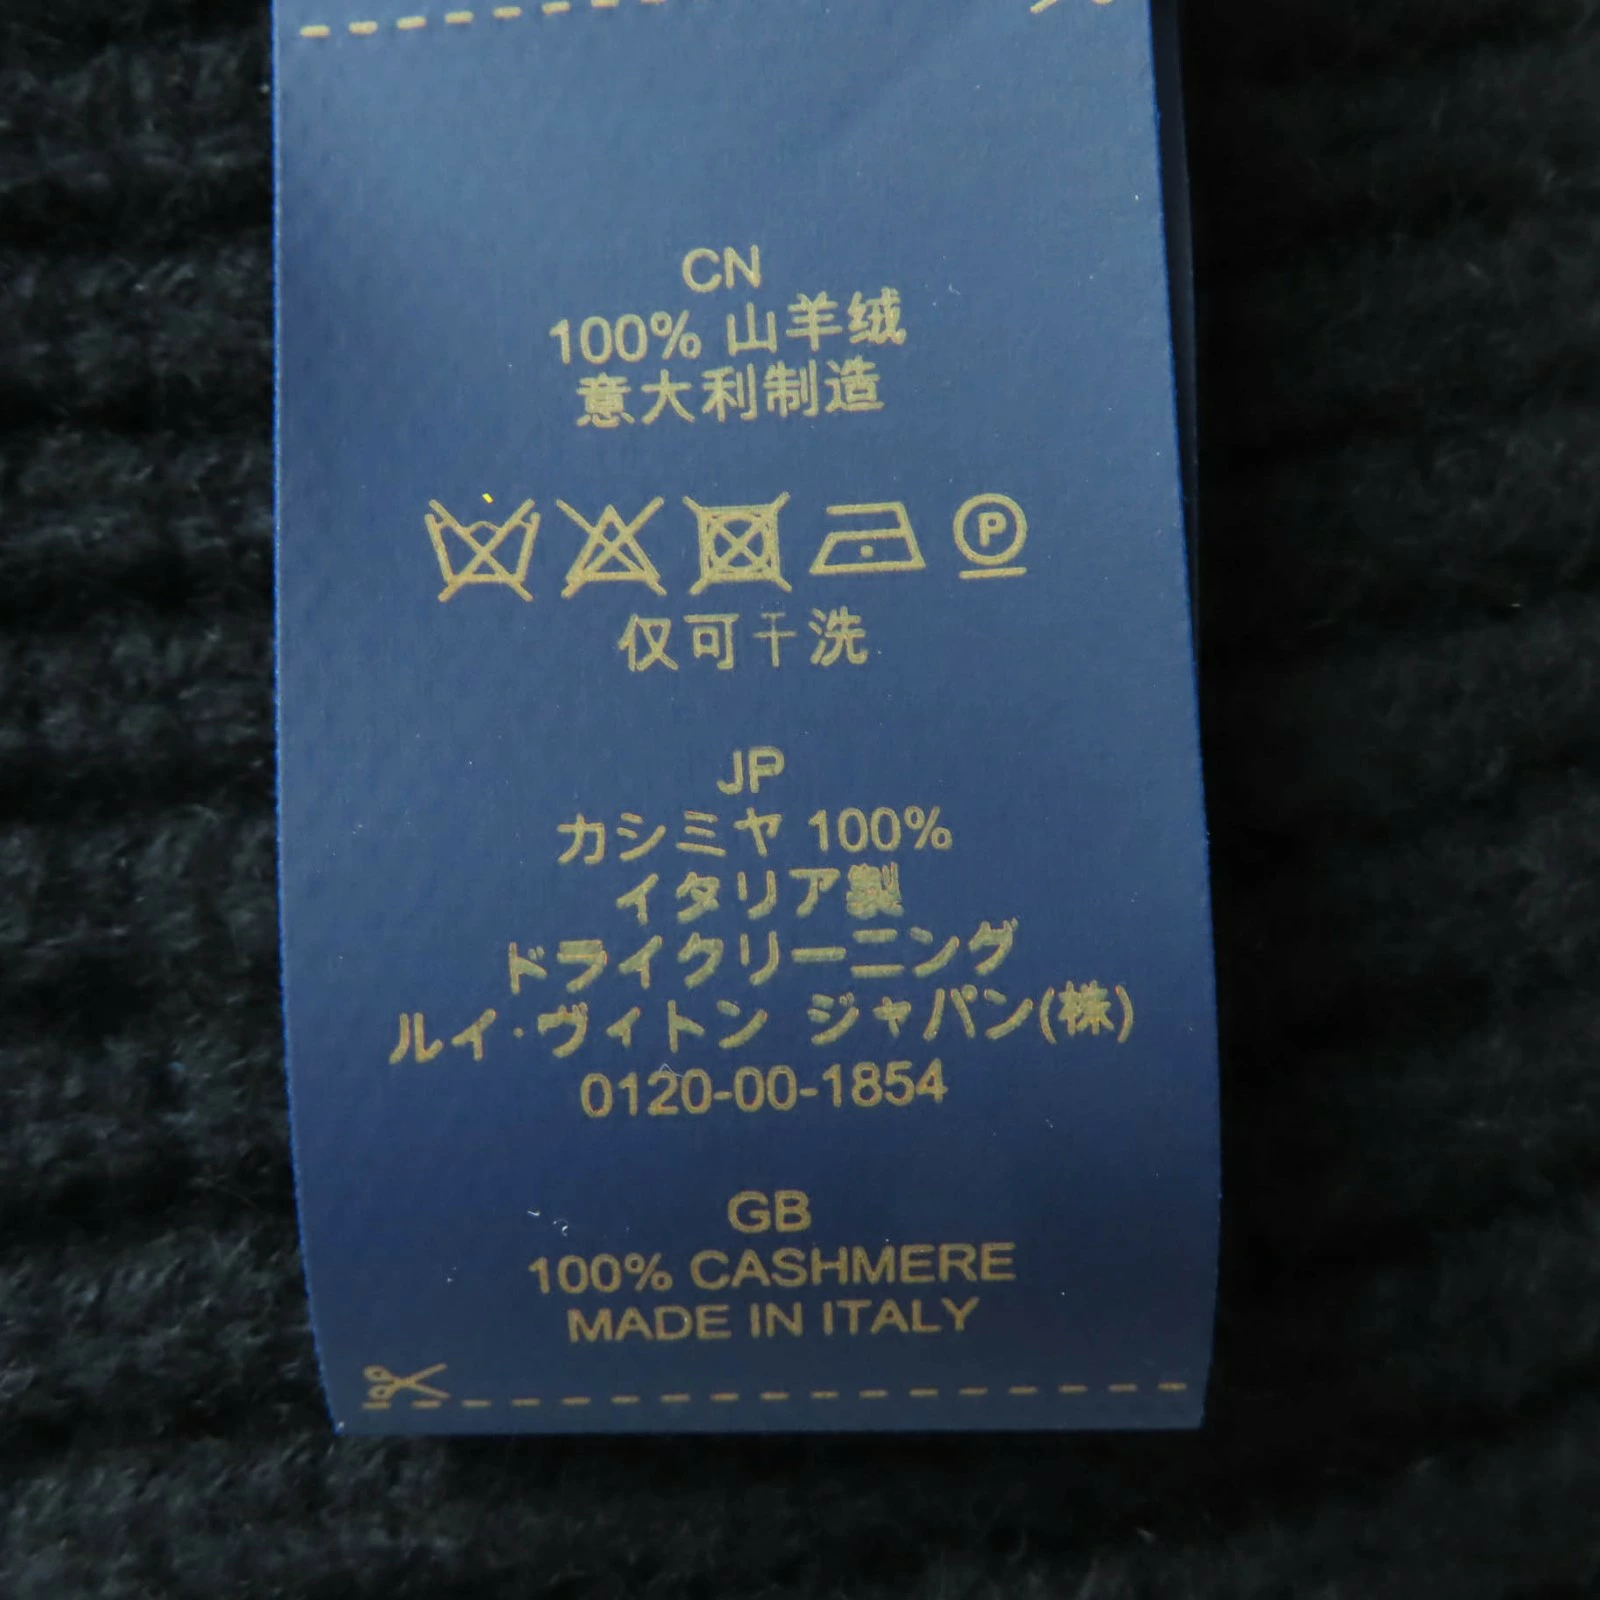 CN
100% 山羊绒
意大利制造
P
仅可干洗
JP
カシミヤ 100%
イタリア製
ドライクリーニング
ルイ·ヴィトン ジャパン(株)
0120-00-1854
GB
100% CASHMERE
MADE IN ITALY